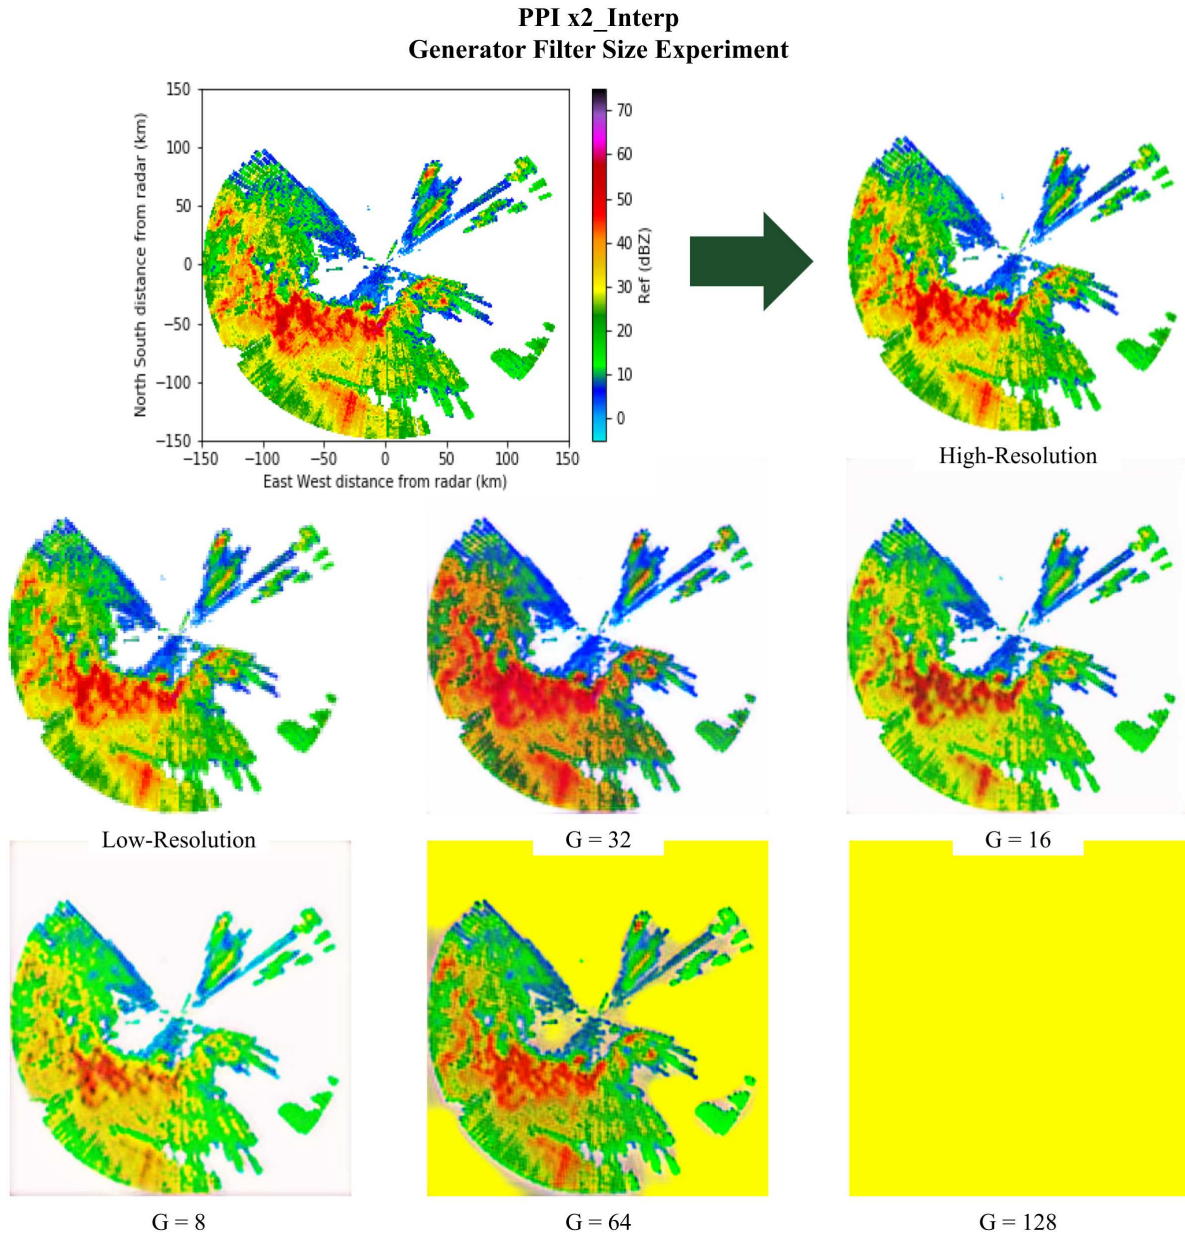 PPI x2_Interp
Generator Filter Size Experiment
150
100
50
0
−50
−100
−150
North South distance from radar (km)
−150 −100 −50 0 50 100 150
East West distance from radar (km)
70
60
50
40
30
20
10
0
Ref (dBZ)
High-Resolution
Low-Resolution
G = 32
G = 16
G = 8
G = 64
G = 128